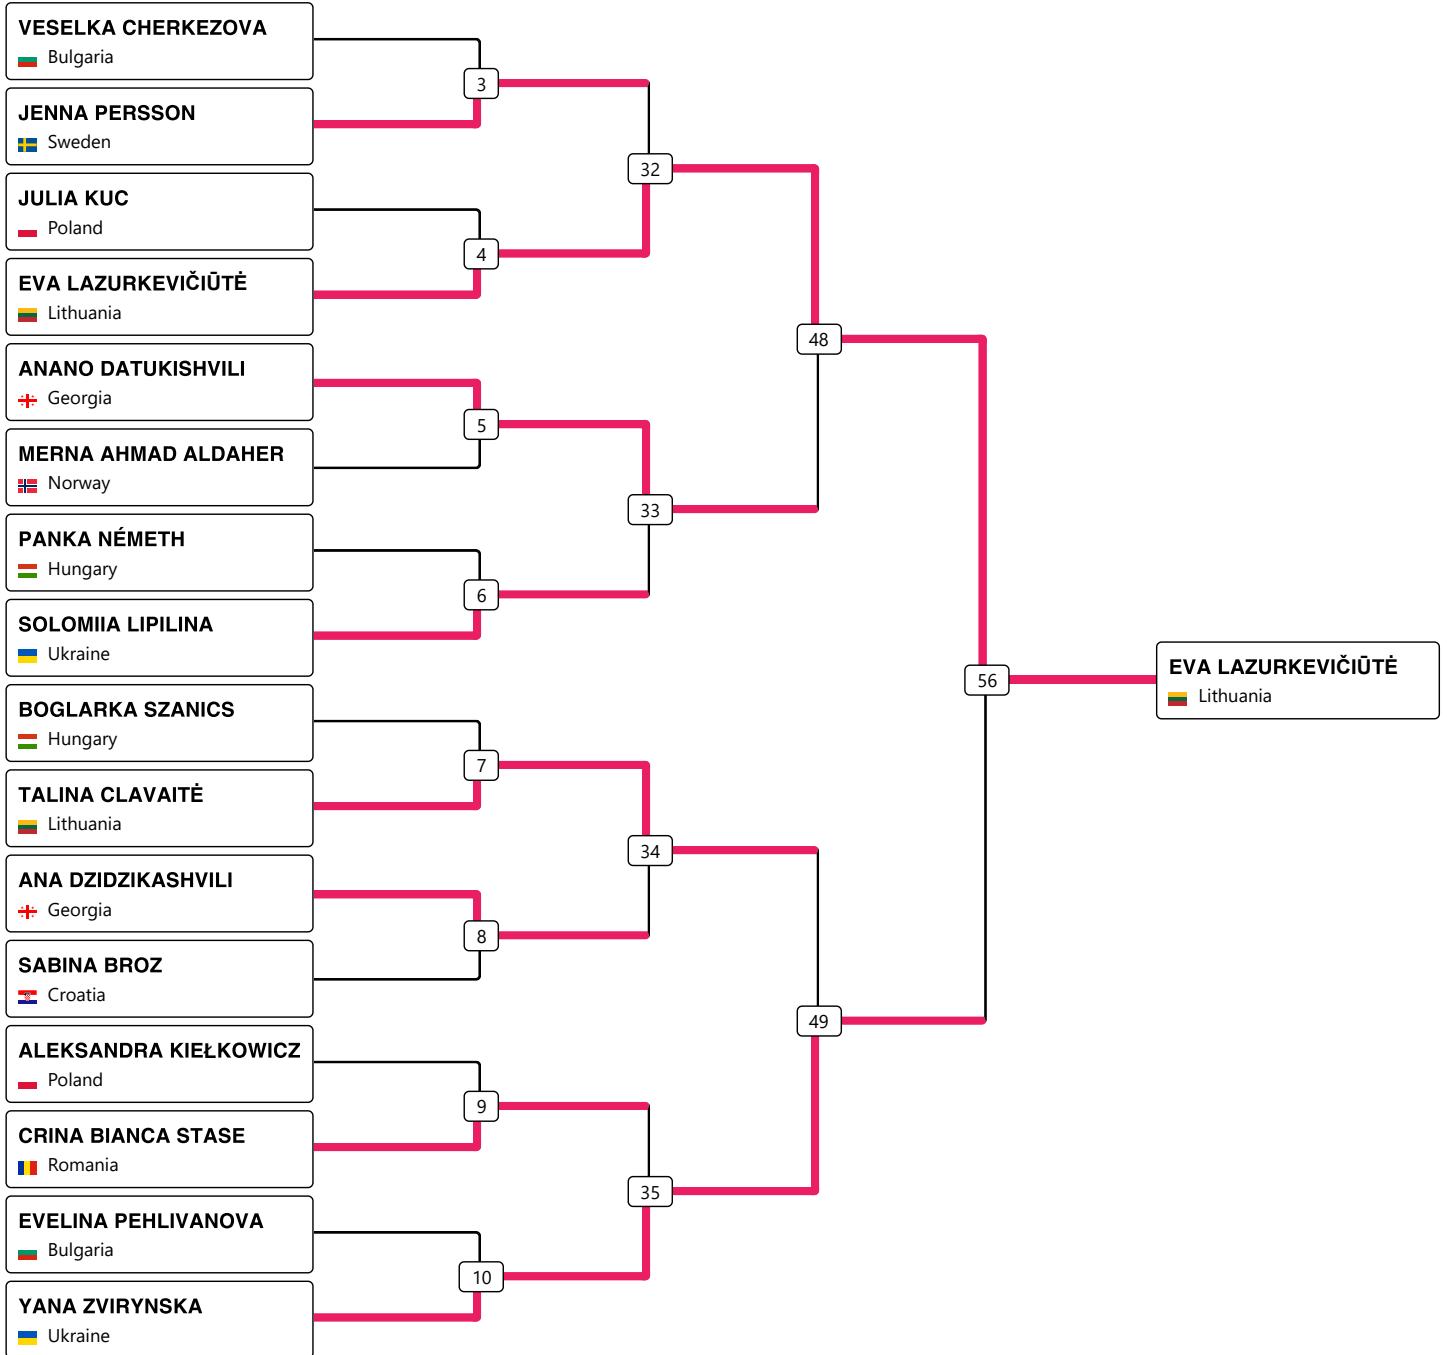 VESELKA CHERKEZOVA
Bulgaria
3
JENNA PERSSON
Sweden
32
JULIA KUC
Poland
4
EVA LAZURKEVIČIŪTĖ
Lithuania
48
ANANO DATUKISHVILI
Georgia
5
MERNA AHMAD ALDAHER
Norway
33
PANKA NÉMETH
Hungary
6
SOLOMIIA LIPILINA
Ukraine
56
EVA LAZURKEVIČIŪTĖ
Lithuania
BOGLARKA SZANICS
Hungary
7
TALINA CLAVAITĖ
Lithuania
34
ANA DZIDZIKASHVILI
Georgia
8
SABINA BROZ
Croatia
49
ALEKSANDRA KIEŁKOWICZ
Poland
9
CRINA BIANCA STASE
Romania
35
EVELINA PEHLIVANOVA
Bulgaria
10
YANA ZVIRYNSKA
Ukraine